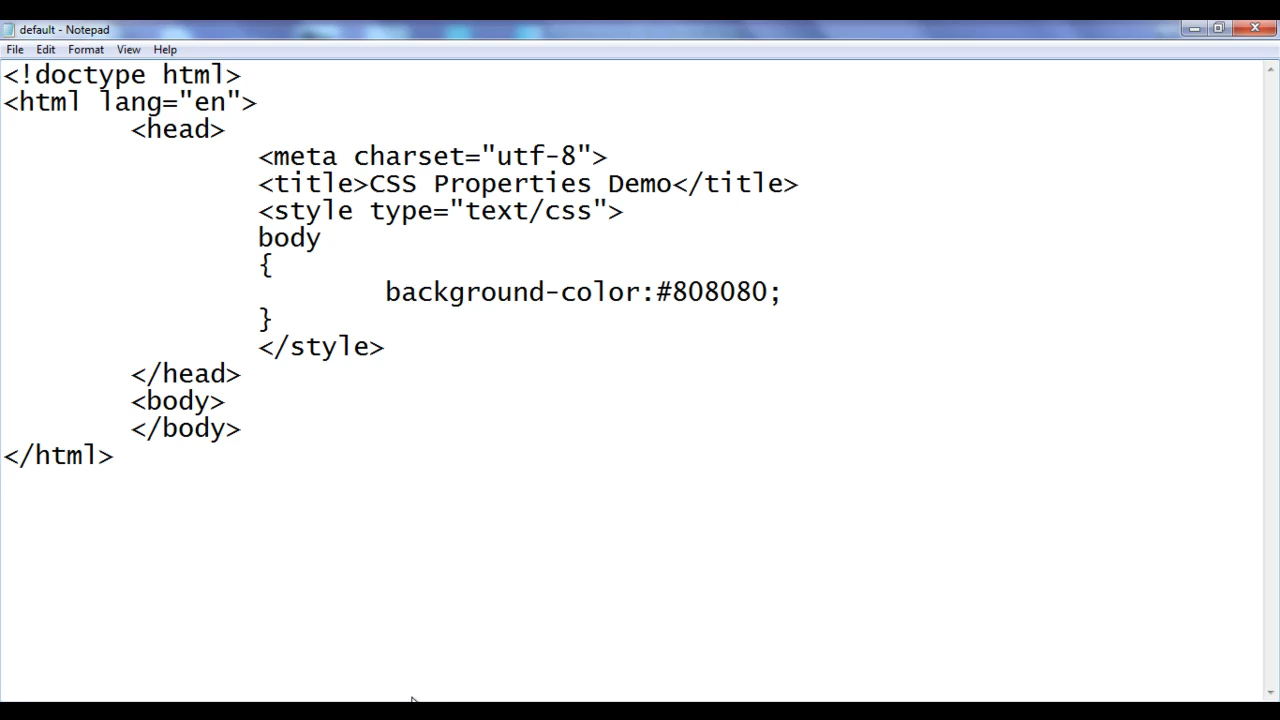 default - Notepad
File Edit Format View Help
<!doctype html>
<html lang="en">
<head>
<meta charset="utf-8">
<title>CSS Properties Demo</title>
<style type="text/css">
body
{
background-color:#808080;
}
</style>
</head>
<body>
</body>
</html>